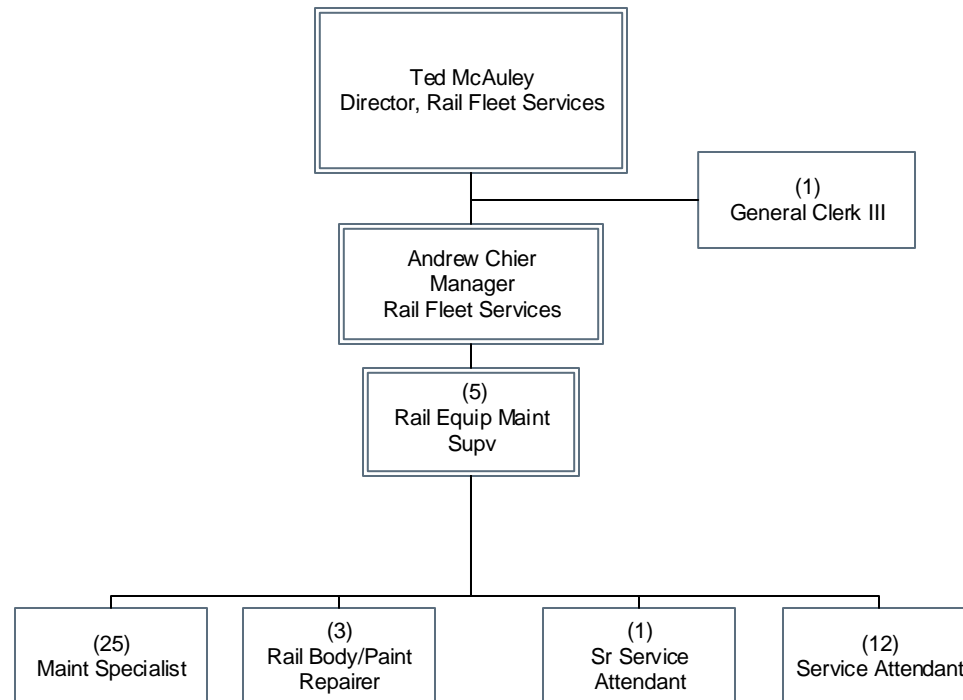 Ted McAuley
Director, Rail Fleet Services
(1)
General Clerk III
Andrew Chier
Manager
Rail Fleet Services
(5)
Rail Equip Maint
Supv
(25)
Maint Specialist
(3)
Rail Body/Paint
Repairer
(1)
Sr Service
Attendant
(12)
Service Attendant